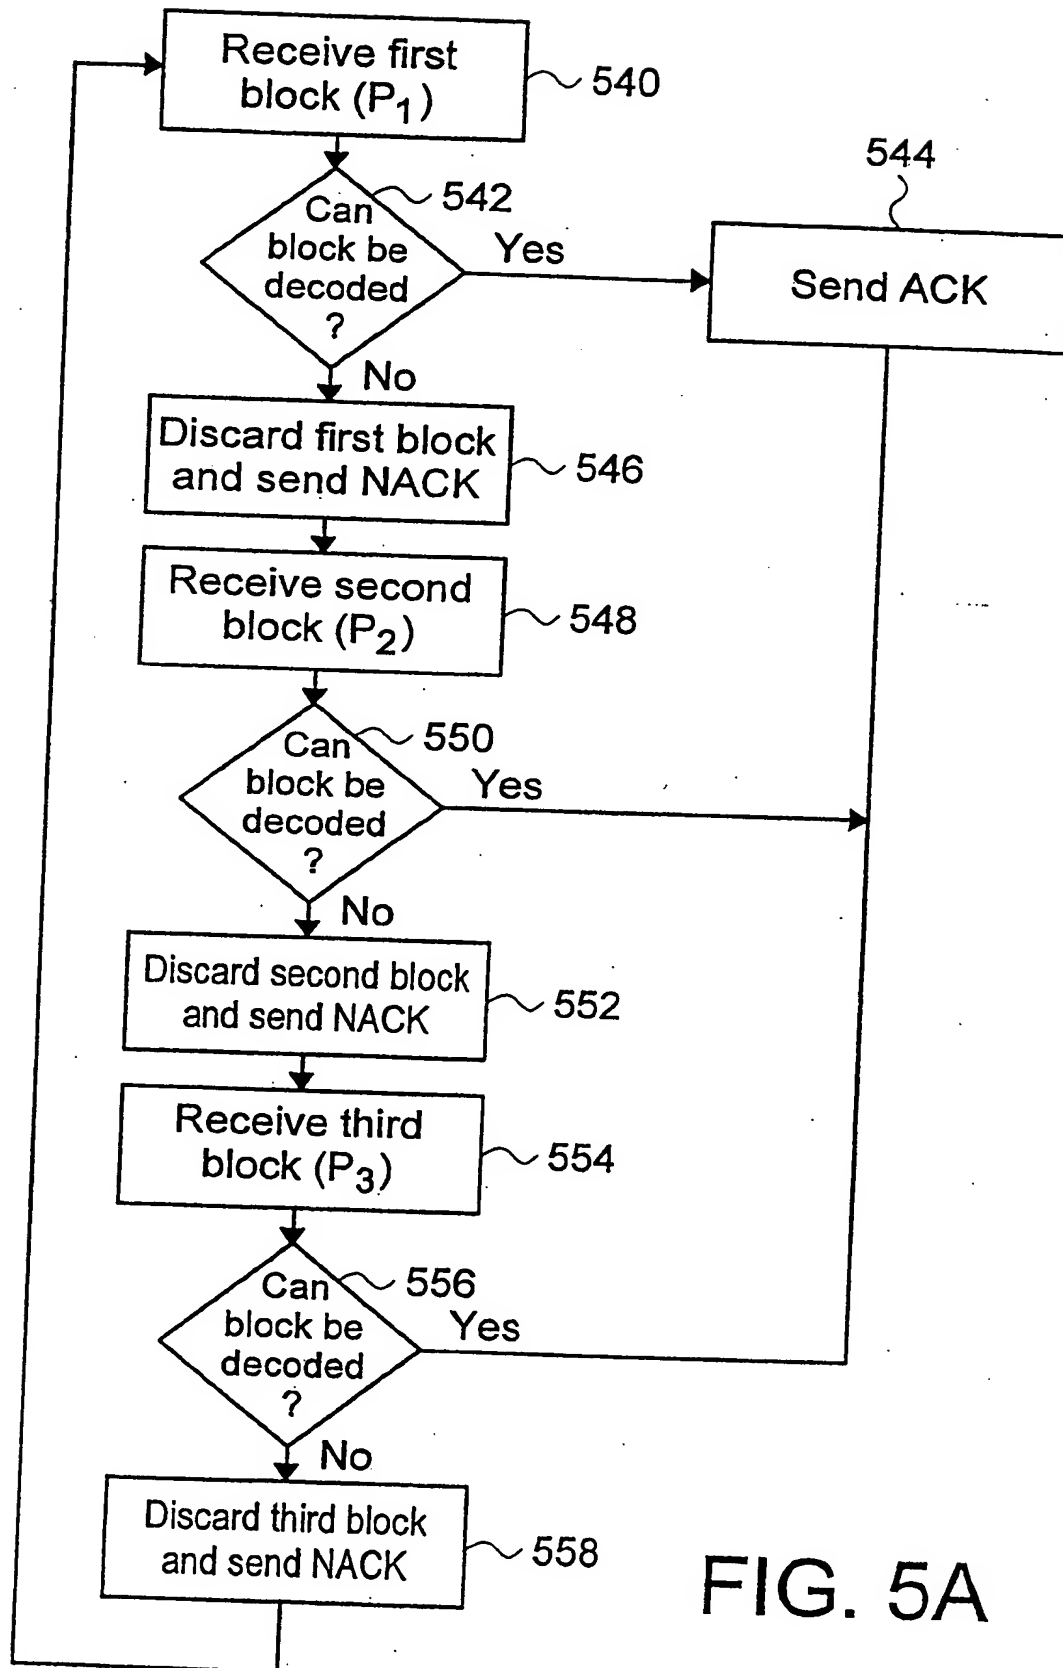 Receive first
block (P1)
540
542
544
Can
block be
decoded
?
Yes
Send ACK
No
Discard first block
and send NACK
546
Receive second
block (P2)
548
550
Can
block be
decoded
?
Yes
No
Discard second block
and send NACK
552
Receive third
block (P3)
554
556
Can
block be
decoded
?
Yes
No
Discard third block
and send NACK
558
FIG. 5A